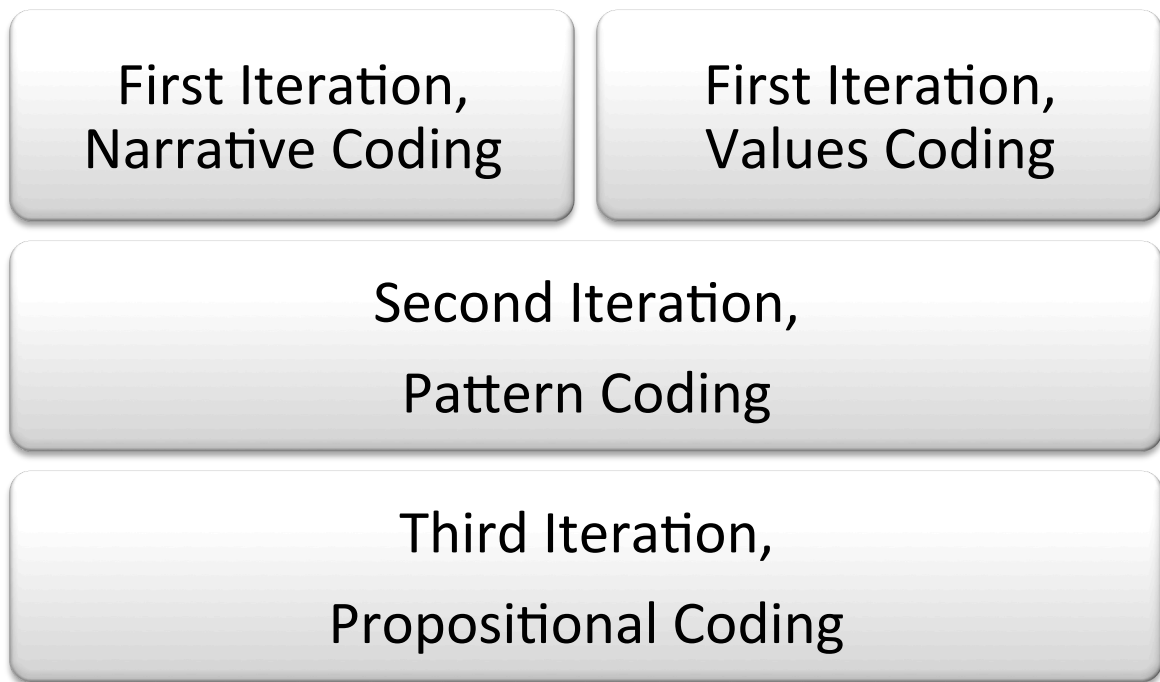 First Iteration,
Narrative Coding
First Iteration,
Values Coding
Second Iteration,
Pattern Coding
Third Iteration,
Propositional Coding